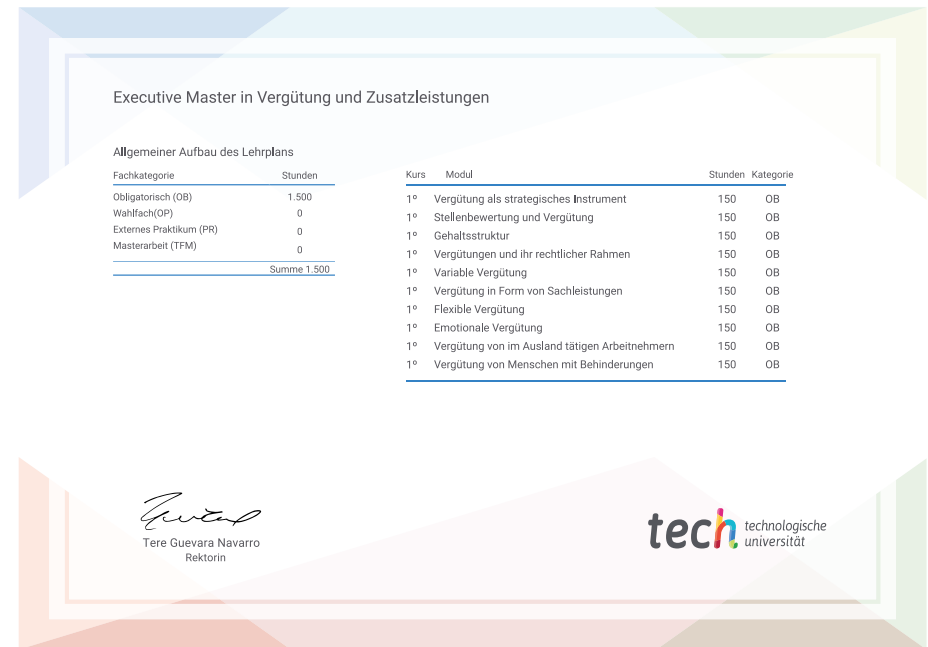 Executive Master in Vergütung und Zusatzleistungen
Allgemeiner Aufbau des Lehrplans
Fachkategorie Stunden
Obligatorisch (OB) 1.500
Wahlfach(OP) 0
Externes Praktikum (PR) 0
Masterarbeit (TFM) 0
Summe 1.500
Kurs Modul Stunden Kategorie
1º Vergütung als strategisches Instrument 150 OB
1º Stellenbewertung und Vergütung 150 OB
1º Gehaltsstruktur 150 OB
1º Vergütungen und ihr rechtlicher Rahmen 150 OB
1º Variable Vergütung 150 OB
1º Vergütung in Form von Sachleistungen 150 OB
1º Flexible Vergütung 150 OB
1º Emotionale Vergütung 150 OB
1º Vergütung von im Ausland tätigen Arbeitnehmern 150 OB
1º Vergütung von Menschen mit Behinderungen 150 OB
Tere Guevara Navarro
Rektorin
tech technologische
universität